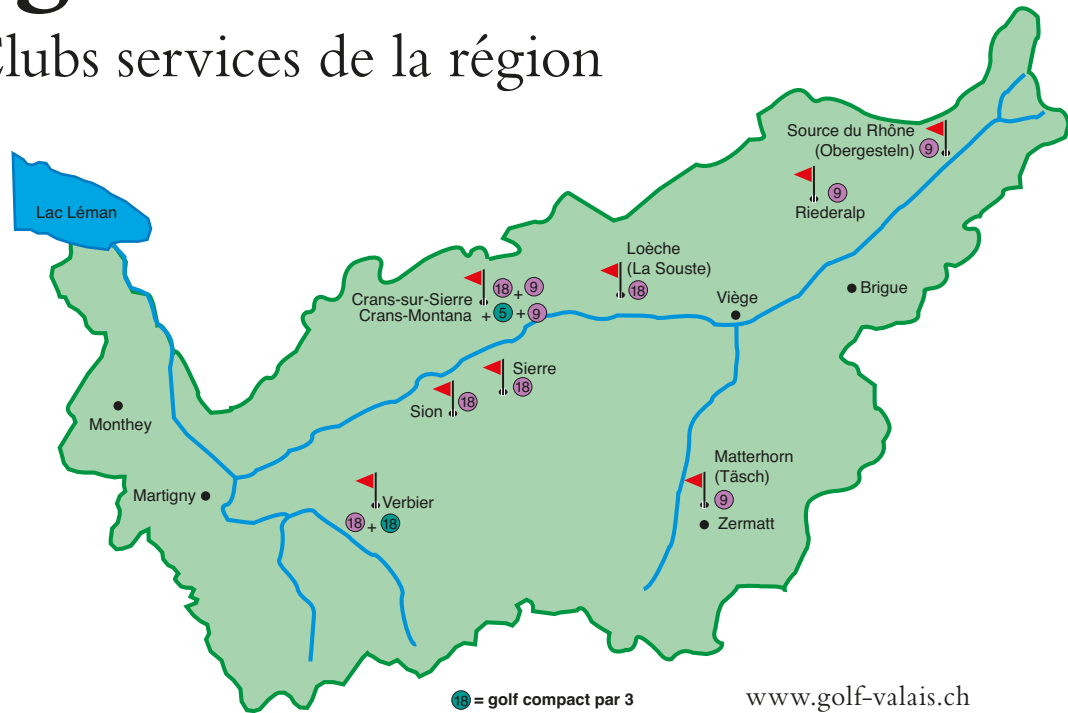 g
Clubs services de la région
Source du Rhône
(Obergesteln) 9
9
Riederalp
Lac Léman
Loèche
(La Souste)
18
Crans-sur-Sierre 18 + 9
Crans-Montana + 5 + 9
Viège
Brigue
Sierre
18
Sion 18
Monthey
Matterhorn
(Täsch)
9
Zermatt
Martigny
Verbier
18 + 18
18 = golf compact par 3
www.golf-valais.ch